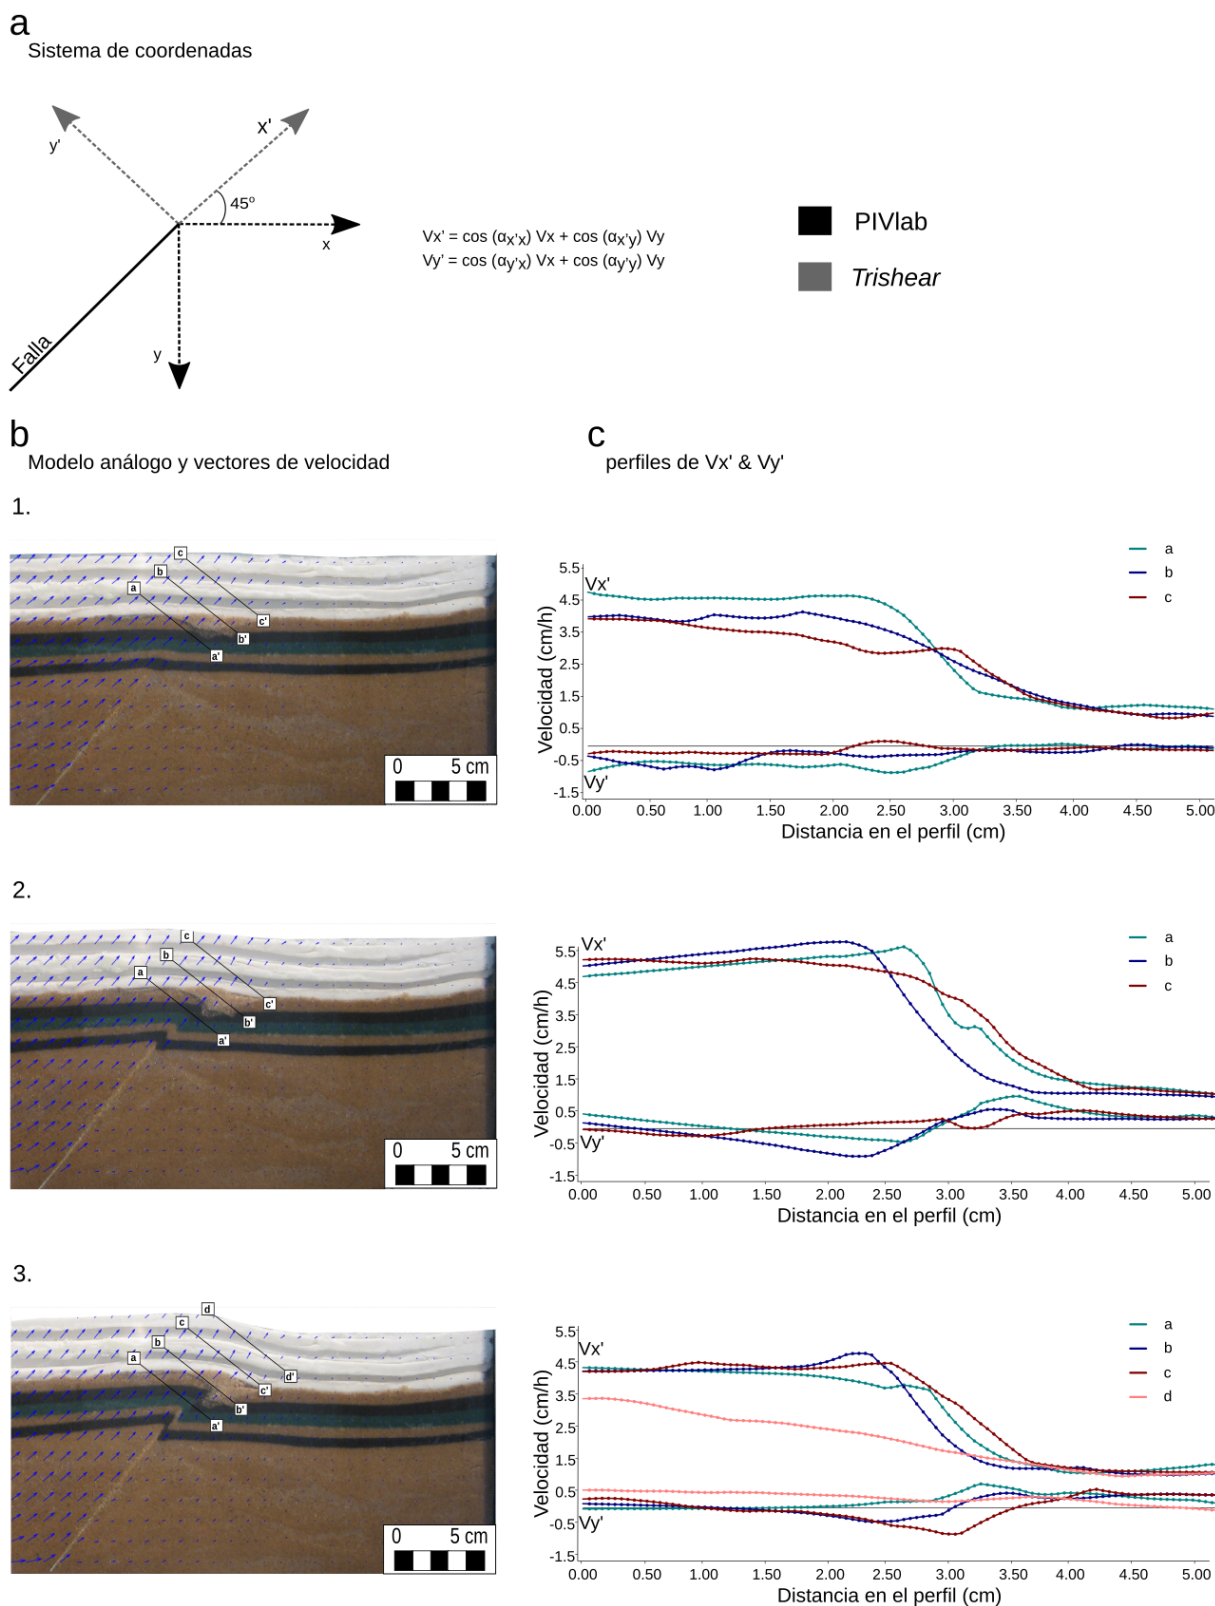 a
Sistema de coordenadas
y'
x'
45°
x
y
Falla
Vx' = cos (αx'x) Vx + cos (αx'y) Vy
Vy' = cos (αy'x) Vx + cos (αy'y) Vy
PIVlab
Trishear
b
Modelo análogo y vectores de velocidad
c
perfiles de Vx' & Vy'
1.
c
b
a
c'
b'
a'
0 5 cm
a
b
c
Vx'
Vy'
Velocidad (cm/h)
5.5
4.5
3.5
2.5
1.5
0.5
-0.5
-1.5
0.00 0.50 1.00 1.50 2.00 2.50 3.00 3.50 4.00 4.50 5.00
Distancia en el perfil (cm)
2.
c
b
a
c'
b'
a'
0 5 cm
a
b
c
Vx'
Vy'
Velocidad (cm/h)
5.5
4.5
3.5
2.5
1.5
0.5
-0.5
-1.5
0.00 0.50 1.00 1.50 2.00 2.50 3.00 3.50 4.00 4.50 5.00
Distancia en el perfil (cm)
3.
d
c
b
a
d'
c'
b'
a'
0 5 cm
a
b
c
d
Vx'
Vy'
Velocidad (cm/h)
5.5
4.5
3.5
2.5
1.5
0.5
-0.5
-1.5
0.00 0.50 1.00 1.50 2.00 2.50 3.00 3.50 4.00 4.50 5.00
Distancia en el perfil (cm)